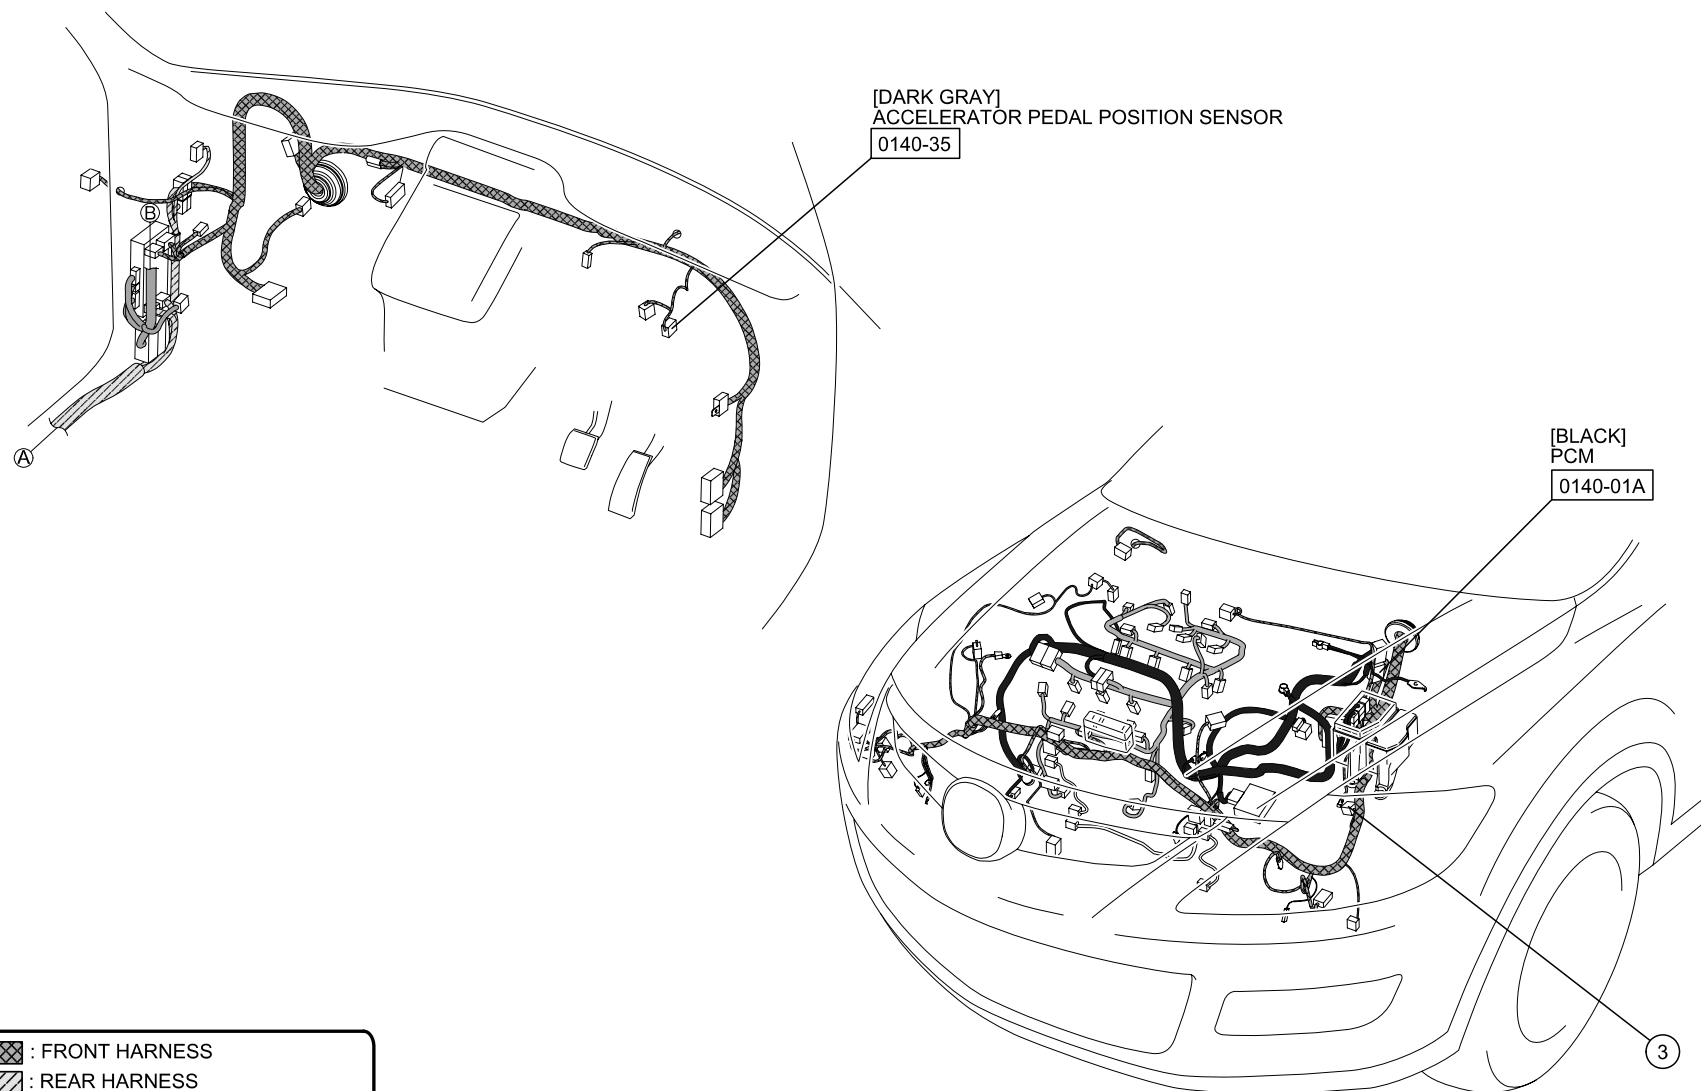 [DARK GRAY]
ACCELERATOR PEDAL POSITION SENSOR
0140-35
B
A
[BLACK]
PCM
0140-01A
3
: FRONT HARNESS
: REAR HARNESS